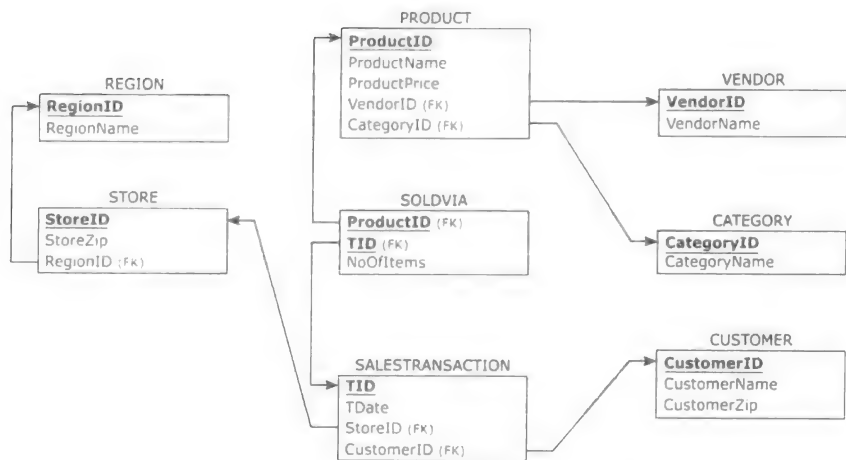 PRODUCT
ProductID
ProductName
ProductPrice
VendorID (FK)
CategoryID (FK)
REGION
RegionID
RegionName
VENDOR
VendorID
VendorName
STORE
StoreID
StoreZip
RegionID (FK)
SOLDVIA
ProductID (FK)
TID (FK)
NoOfItems
CATEGORY
CategoryID
CategoryName
SALESTRANSACTION
TID
TDate
StoreID (FK)
CustomerID (FK)
CUSTOMER
CustomerID
CustomerName
CustomerZip